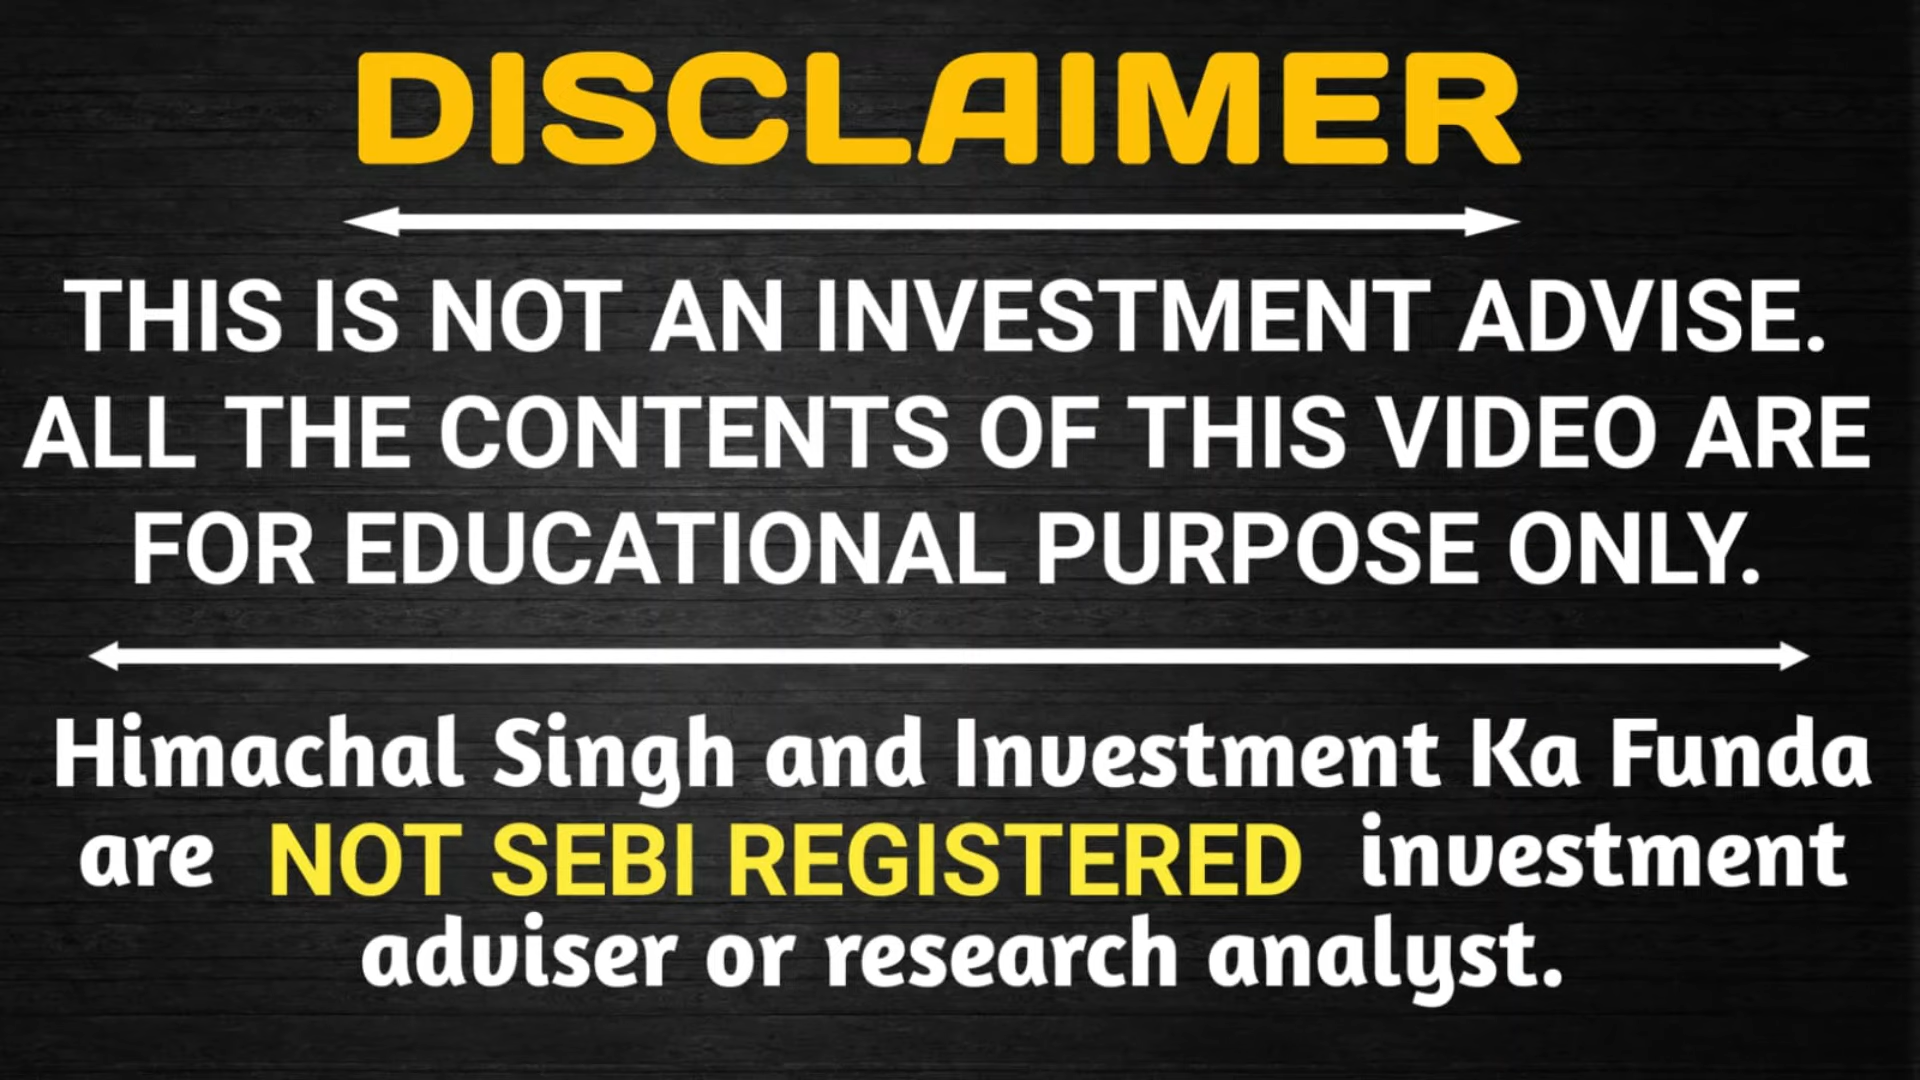 DISCLAIMER
THIS IS NOT AN INVESTMENT ADVISE.
ALL THE CONTENTS OF THIS VIDEO ARE
FOR EDUCATIONAL PURPOSE ONLY.
Himachal Singh and Investment Ka Funda
are NOT SEBI REGISTERED investment
adviser or research analyst.